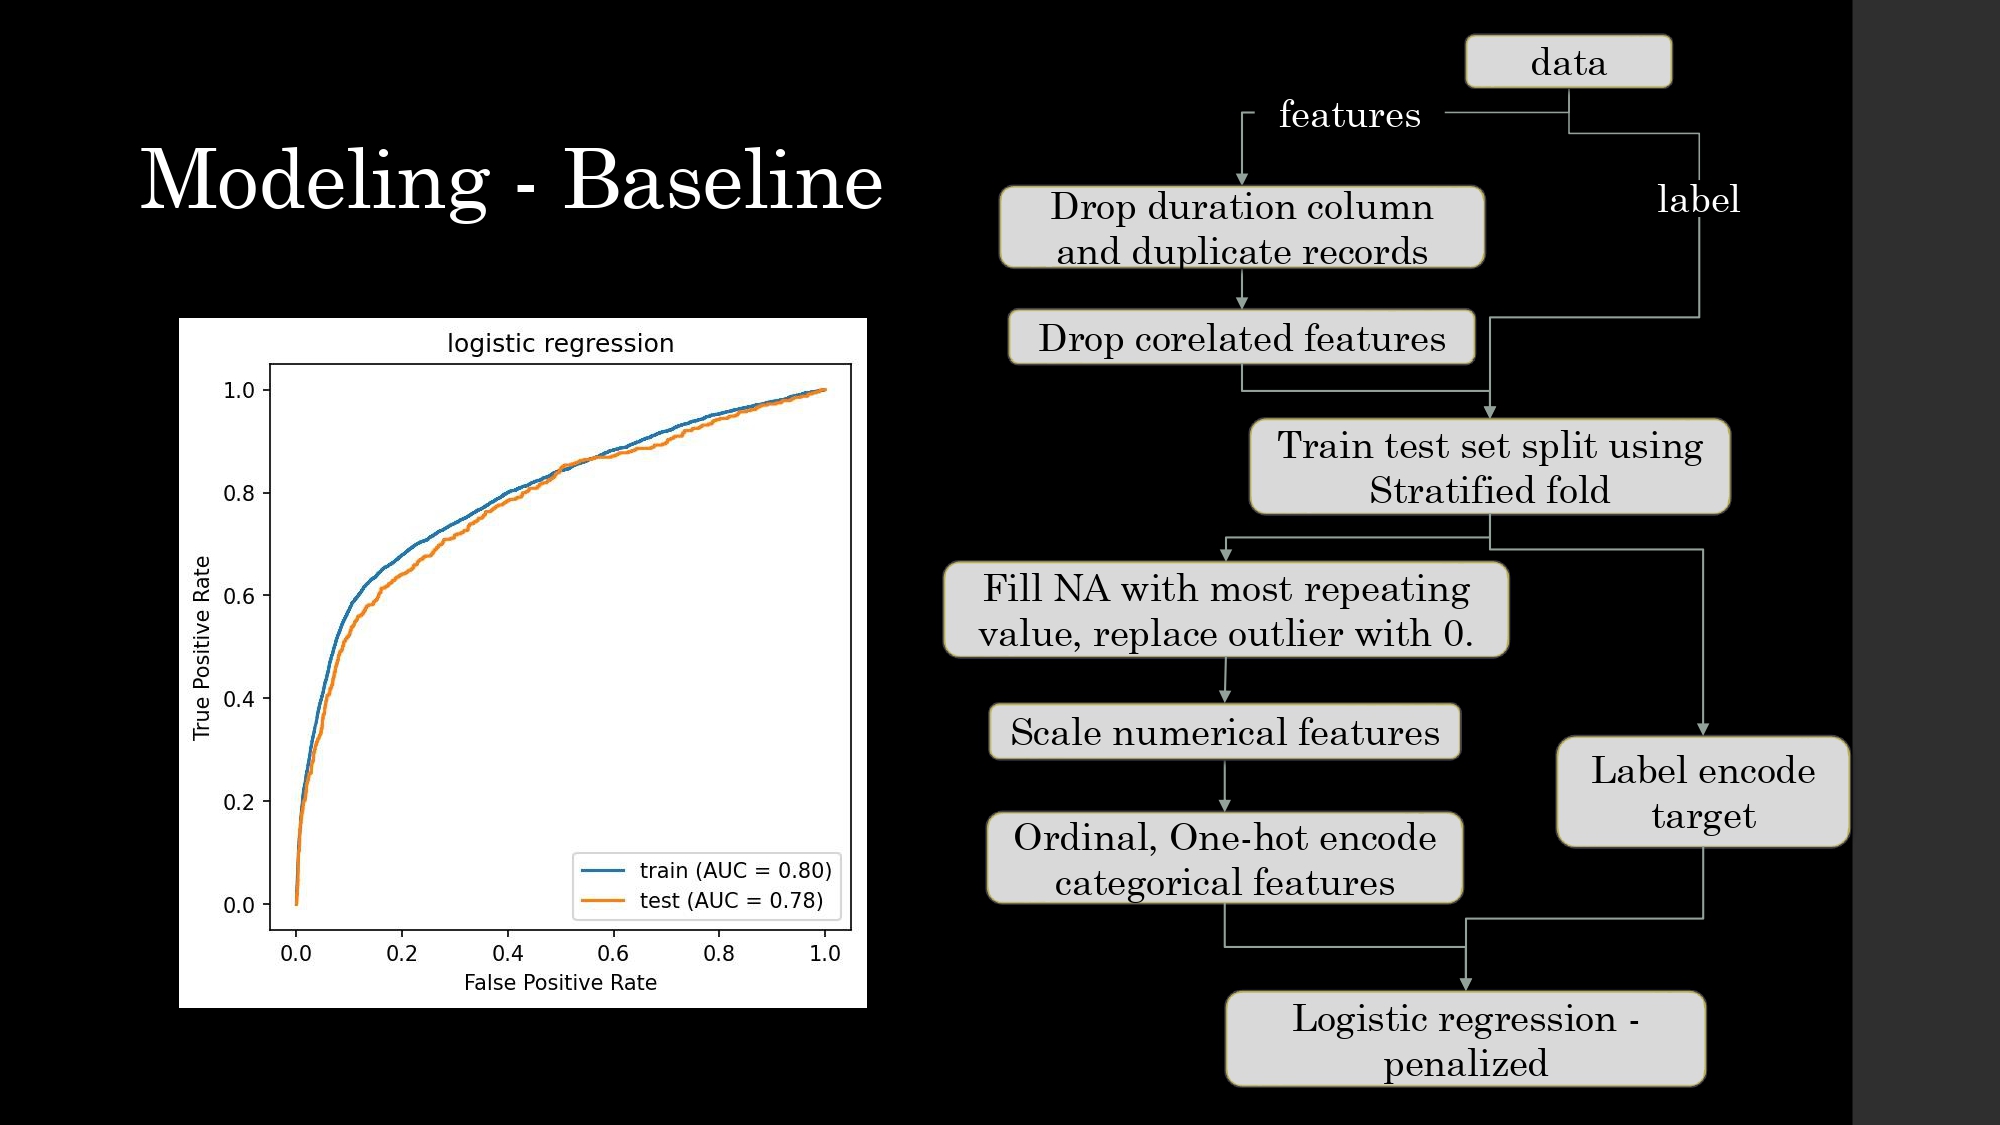 Modeling - Baseline
logistic regression
True Positive Rate
1.0
0.8
0.6
0.4
0.2
0.0
train (AUC = 0.80)
test (AUC = 0.78)
0.0 0.2 0.4 0.6 0.8 1.0
False Positive Rate
data
features
label
Drop duration column
and duplicate records
Drop corelated features
Train test set split using
Stratified fold
Fill NA with most repeating
value, replace outlier with 0.
Scale numerical features
Label encode
target
Ordinal, One-hot encode
categorical features
Logistic regression -
penalized